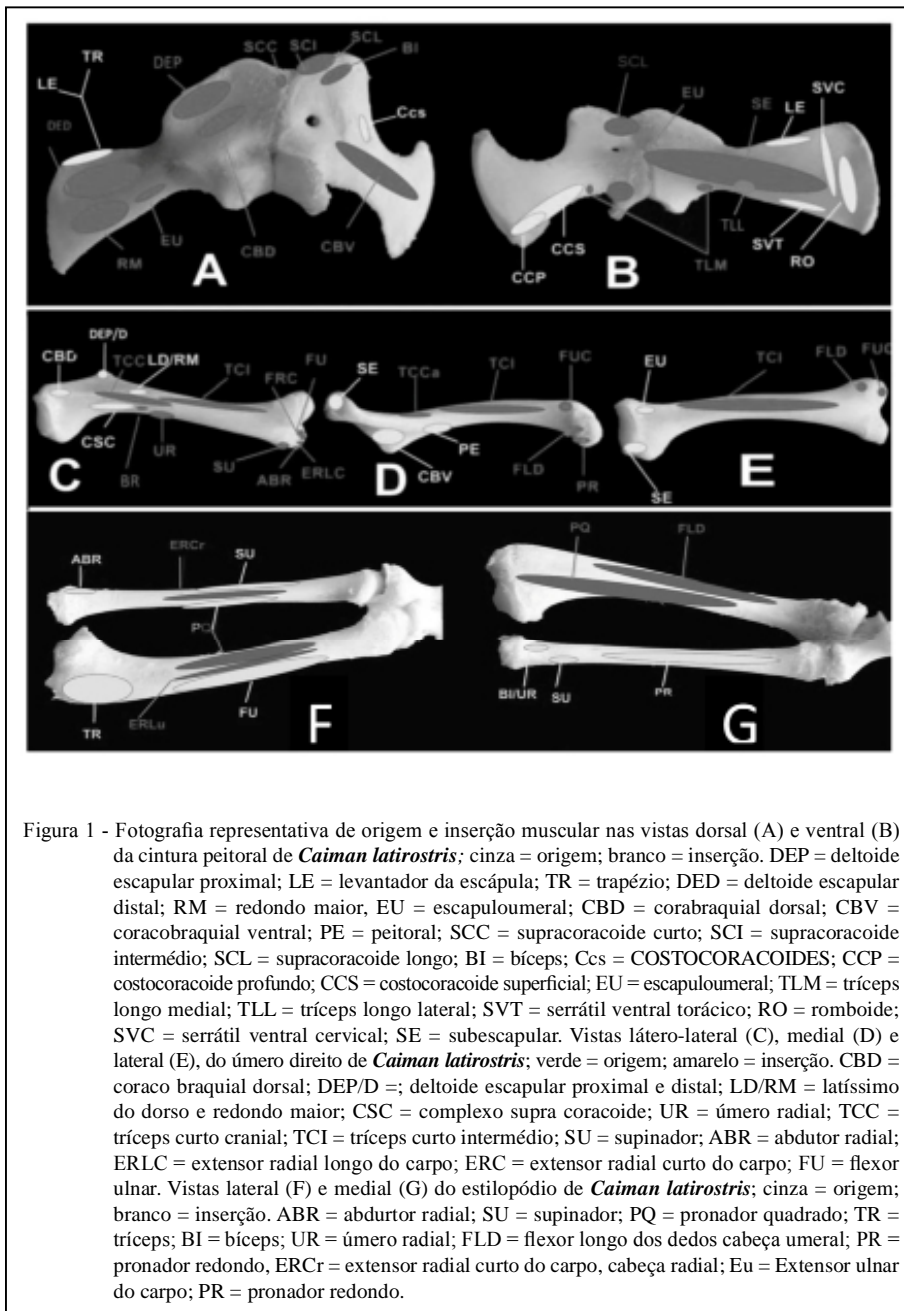 SCC SCI SCL
TR DEP BI
LE
DED Ccs
RM EU CBD CBV
A
SCL EU SE LE SVC
CCS TLL SVT
CCP TLM RO
B
DEP/D
CBD TCC LD/RM TCI FU
FRC
CSC UR
BR SU ABR ERLC
C
SE TCCa TCI FUC
PE
CBV FLD PR
D
EU TCI FLD FUC
SE
E
ABR ERCr SU
PQ
TR ERLu FU
F
PQ FLD
BI/UR SU PR
G
Figura 1 - Fotografia representativa de origem e inserção muscular nas vistas dorsal (A) e ventral (B)
da cintura peitoral de Caiman latirostris; cinza = origem; branco = inserção. DEP = deltoide
escapular proximal; LE = levantador da escápula; TR = trapézio; DED = deltoide escapular
distal; RM = redondo maior, EU = escapuloumeral; CBD = corabraquial dorsal; CBV =
coracobraquial ventral; PE = peitoral; SCC = supracoracoide curto; SCI = supracoracoide
intermédio; SCL = supracoracoide longo; BI = bíceps; Ccs = COSTOCORACOIDES; CCP =
costocoracoide profundo; CCS = costocoracoide superficial; EU = escapuloumeral; TLM = tríceps
longo medial; TLL = tríceps longo lateral; SVT = serrátil ventral torácico; RO = romboide;
SVC = serrátil ventral cervical; SE = subescapular. Vistas látero-lateral (C), medial (D) e
lateral (E), do úmero direito de Caiman latirostris; verde = origem; amarelo = inserção. CBD =
coraco braquial dorsal; DEP/D =; deltoide escapular proximal e distal; LD/RM = latíssimo
do dorso e redondo maior; CSC = complexo supra coracoide; UR = úmero radial; TCC =
tríceps curto cranial; TCI = tríceps curto intermédio; SU = supinador; ABR = abdutor radial;
ERLC = extensor radial longo do carpo; ERC = extensor radial curto do carpo; FU = flexor
ulnar. Vistas lateral (F) e medial (G) do estilopódio de Caiman latirostris; cinza = origem;
branco = inserção. ABR = abdurtor radial; SU = supinador; PQ = pronador quadrado; TR =
tríceps; BI = bíceps; UR = úmero radial; FLD = flexor longo dos dedos cabeça umeral; PR =
pronador redondo, ERCr = extensor radial curto do carpo, cabeça radial; Eu = Extensor ulnar
do carpo; PR = pronador redondo.